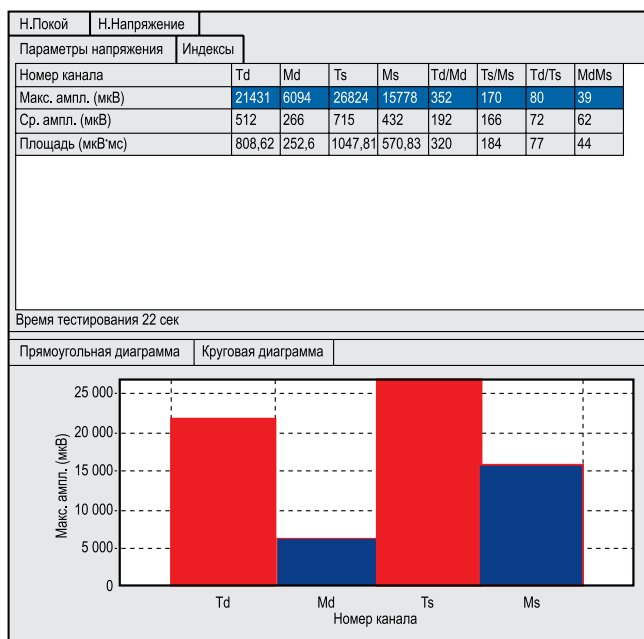 Н.Покой Н.Напряжение
Параметры напряжения Индексы
Номер канала Td Md Ts Ms Td/Md Ts/Ms Td/Ts MdMs
Макс. ампл. (мкВ) 21431 6094 26824 15778 352 170 80 39
Ср. ампл. (мкВ) 512 266 715 432 192 166 72 62
Площадь (мкВ·мс) 808,62 252,6 1047,81 570,83 320 184 77 44
Время тестирования 22 сек
Прямоугольная диаграмма Круговая диаграмма
Макс. ампл. (мкВ)
25 000
20 000
15 000
10 000
5 000
0
Td Md Ts Ms
Номер канала